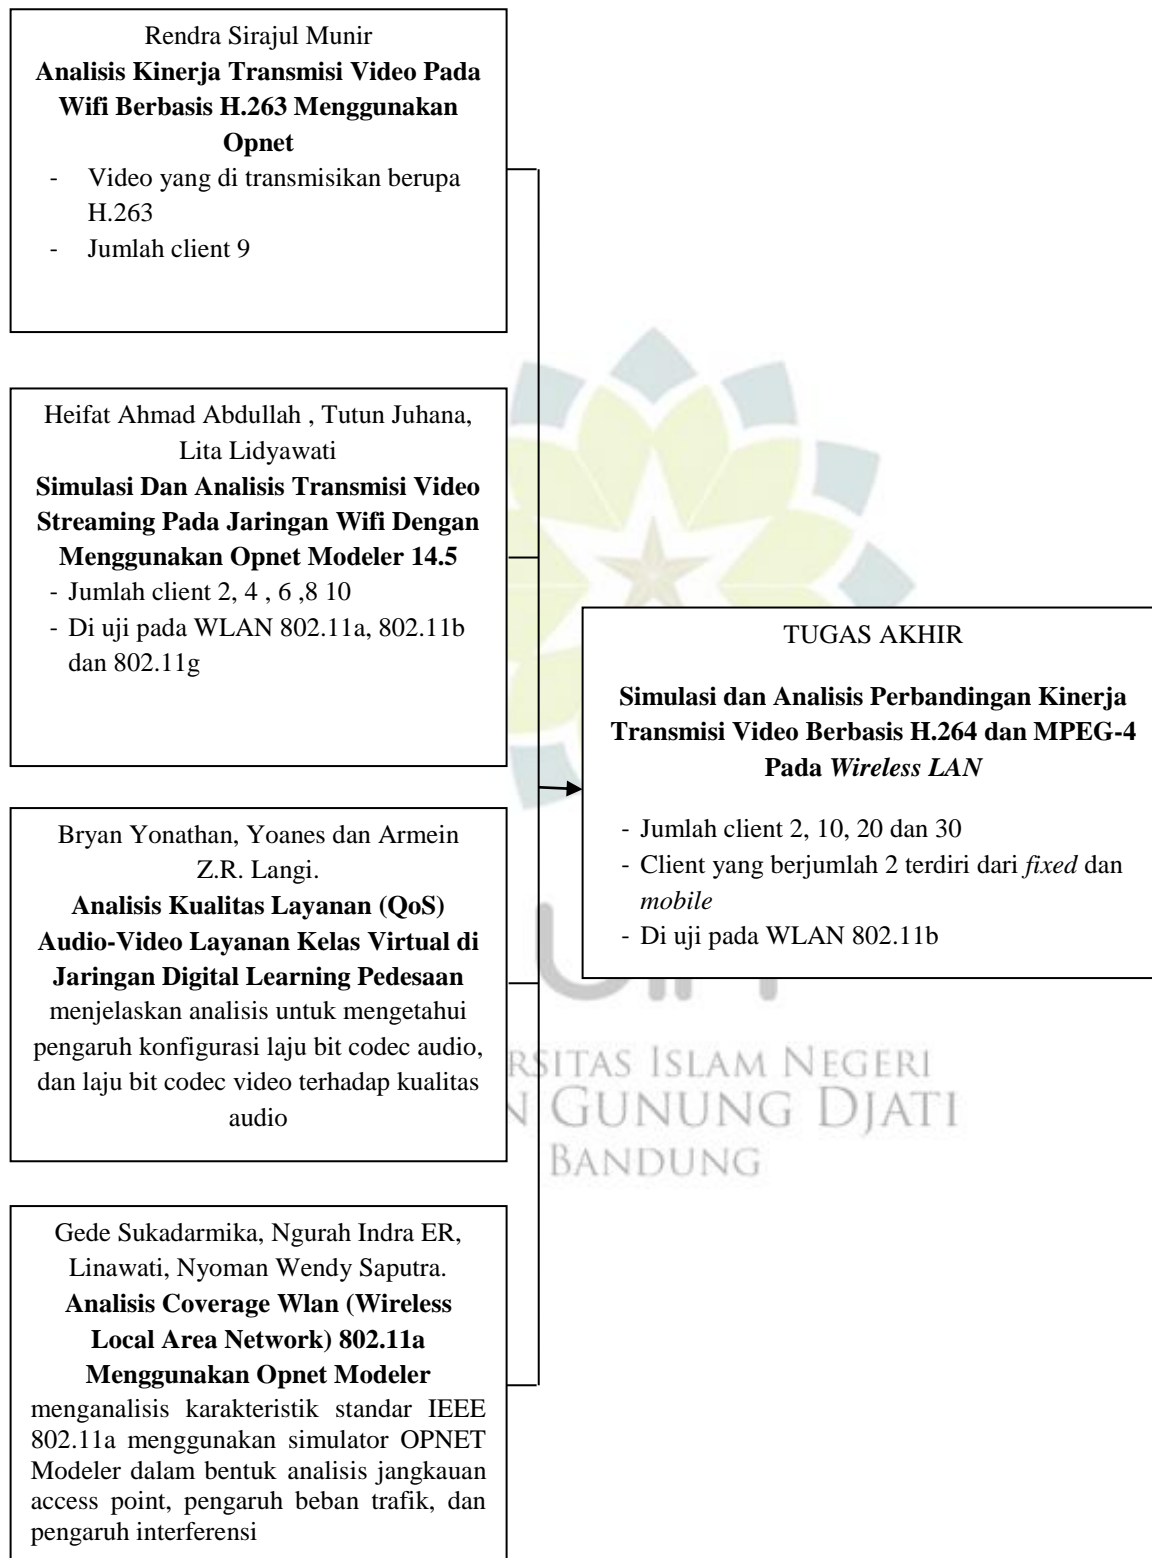 Rendra Sirajul Munir
Analisis Kinerja Transmisi Video Pada
Wifi Berbasis H.263 Menggunakan
Opnet
- Video yang di transmisikan berupa
H.263
- Jumlah client 9
Heifat Ahmad Abdullah , Tutun Juhana,
Lita Lidyawati
Simulasi Dan Analisis Transmisi Video
Streaming Pada Jaringan Wifi Dengan
Menggunakan Opnet Modeler 14.5
- Jumlah client 2, 4 , 6 ,8 10
- Di uji pada WLAN 802.11a, 802.11b
dan 802.11g
Bryan Yonathan, Yoanes dan Armein
Z.R. Langi.
Analisis Kualitas Layanan (QoS)
Audio-Video Layanan Kelas Virtual di
Jaringan Digital Learning Pedesaan
menjelaskan analisis untuk mengetahui
pengaruh konfigurasi laju bit codec audio,
dan laju bit codec video terhadap kualitas
audio
Gede Sukadarmika, Ngurah Indra ER,
Linawati, Nyoman Wendy Saputra.
Analisis Coverage Wlan (Wireless
Local Area Network) 802.11a
Menggunakan Opnet Modeler
menganalisis karakteristik standar IEEE
802.11a menggunakan simulator OPNET
Modeler dalam bentuk analisis jangkauan
access point, pengaruh beban trafik, dan
pengaruh interferensi
TUGAS AKHIR
Simulasi dan Analisis Perbandingan Kinerja
Transmisi Video Berbasis H.264 dan MPEG-4
Pada Wireless LAN
- Jumlah client 2, 10, 20 dan 30
- Client yang berjumlah 2 terdiri dari fixed dan
mobile
- Di uji pada WLAN 802.11b
RSITAS ISLAM NEGERI
N GUNUNG DJATI
BANDUNG